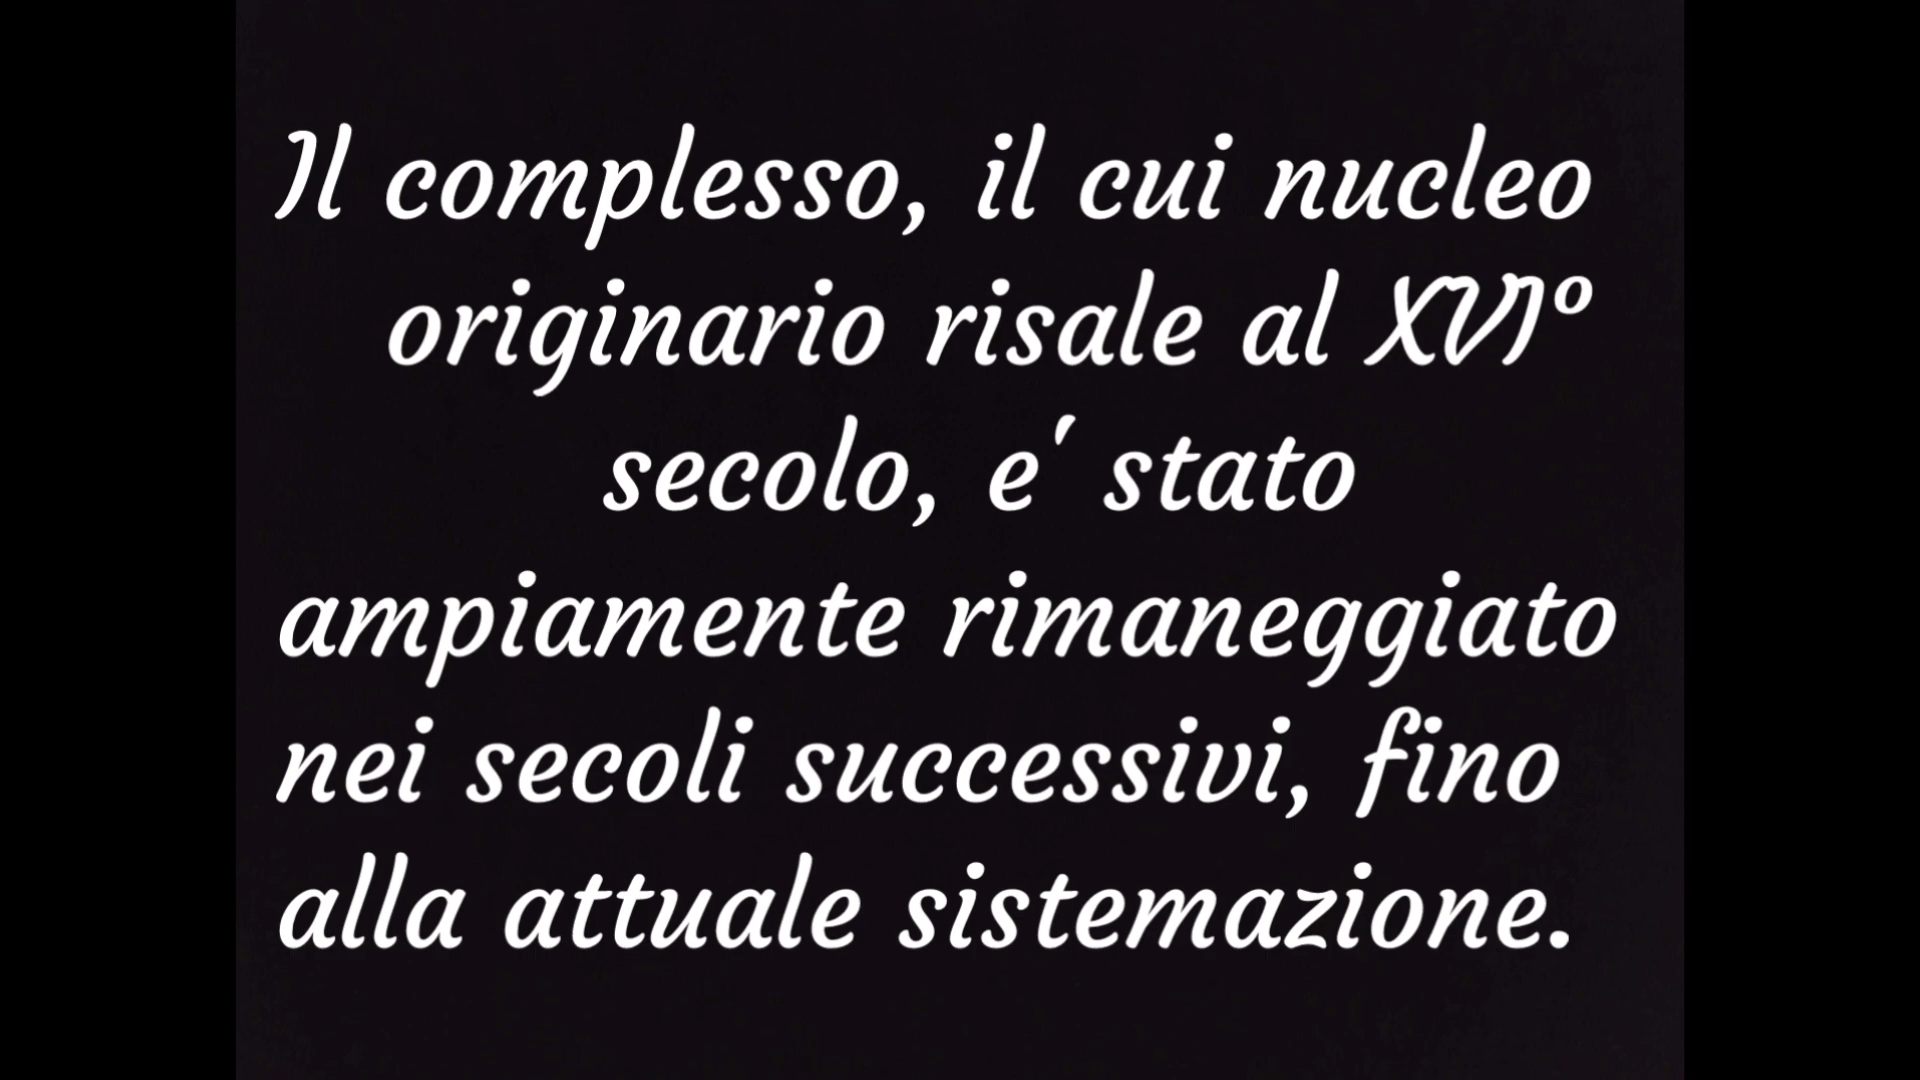 Il complesso, il cui nucleo
originario risale al XVI°
secolo, e' stato
ampiamente rimaneggiato
nei secoli successivi, fino
alla attuale sistemazione.